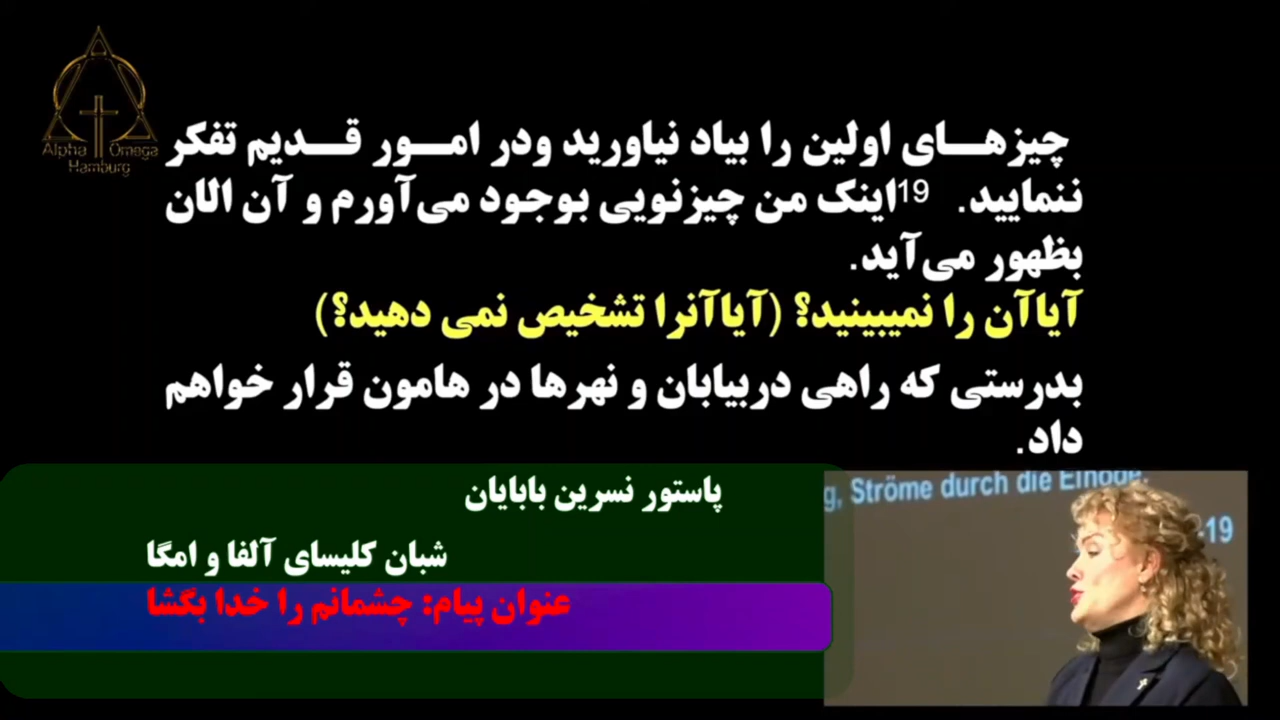 Alpha Omega
Hamburg
چیزهـــای اولین را بیاد نیاورید ودر امـــور قـــدیم تفکر
ننمایید. 19اینک من چیزنویی بوجود می‌آورم و آن الان
بظهور می‌آید.
آیاآن را نمیبینید؟ (آیاآنرا تشخیص نمی دهید؟)
بدرستی که راهی دربیابان و نهرها در هامون قرار خواهم
داد.
پاستور نسرین بابایان
شبان کلیسای آلفا و امگا
عنوان پیام: چشمانم را خدا بگشا
g, Ströme durch die Einöde.
-19